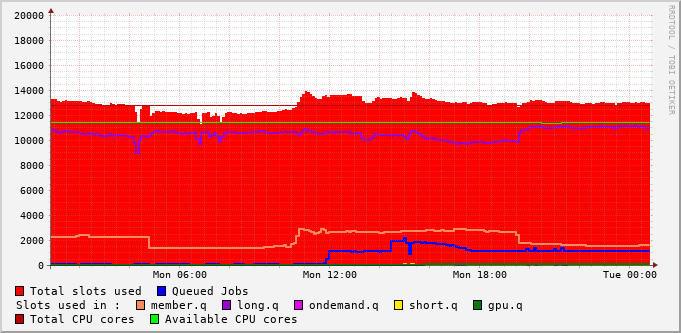 20000
18000
16000
14000
12000
10000
8000
6000
4000
2000
0
Mon 06:00 Mon 12:00 Mon 18:00 Tue 00:00
RRDTOOL / TOBI OETIKER
Total slots used Queued Jobs
Slots used in : member.q long.q ondemand.q short.q gpu.q
Total CPU cores Available CPU cores